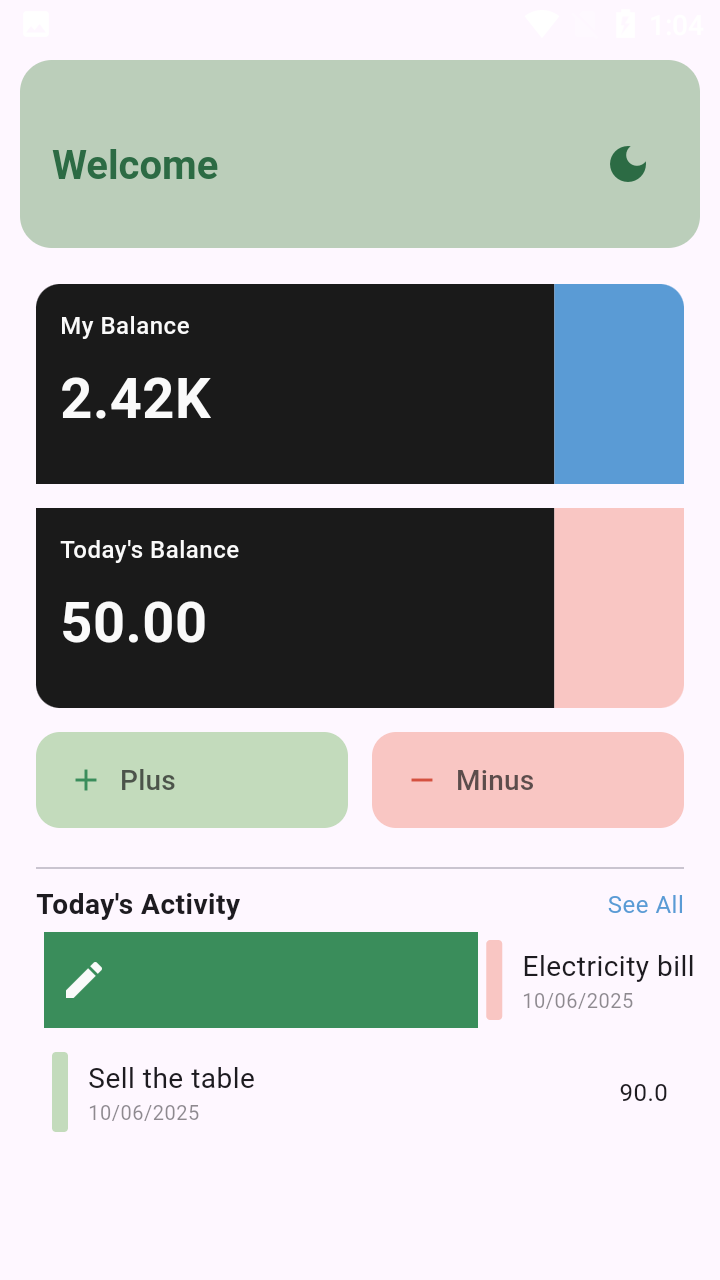 1:04
Welcome
My Balance
2.42K
Today's Balance
50.00
Plus
Minus
Today's Activity
See All
Electricity bill
10/06/2025
Sell the table
10/06/2025
90.0